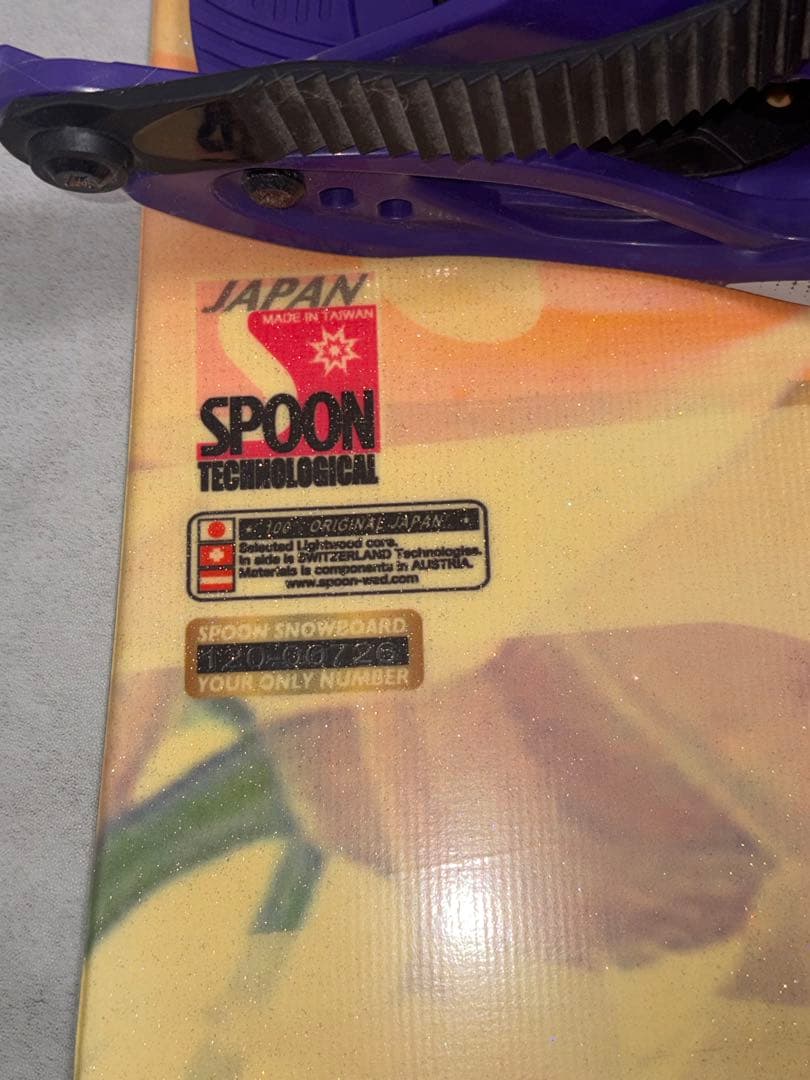 JAPAN
MADE IN TAIWAN
SPOON
TECHNOLOGICAL
100% ORIGINAL JAPAN
Selected Lightwood core.
In side is SWITZERLAND Technologies.
Materials is components in AUSTRIA.
www.spoon-wed.com
SPOON SNOWBOARD
120-00726
YOUR ONLY NUMBER